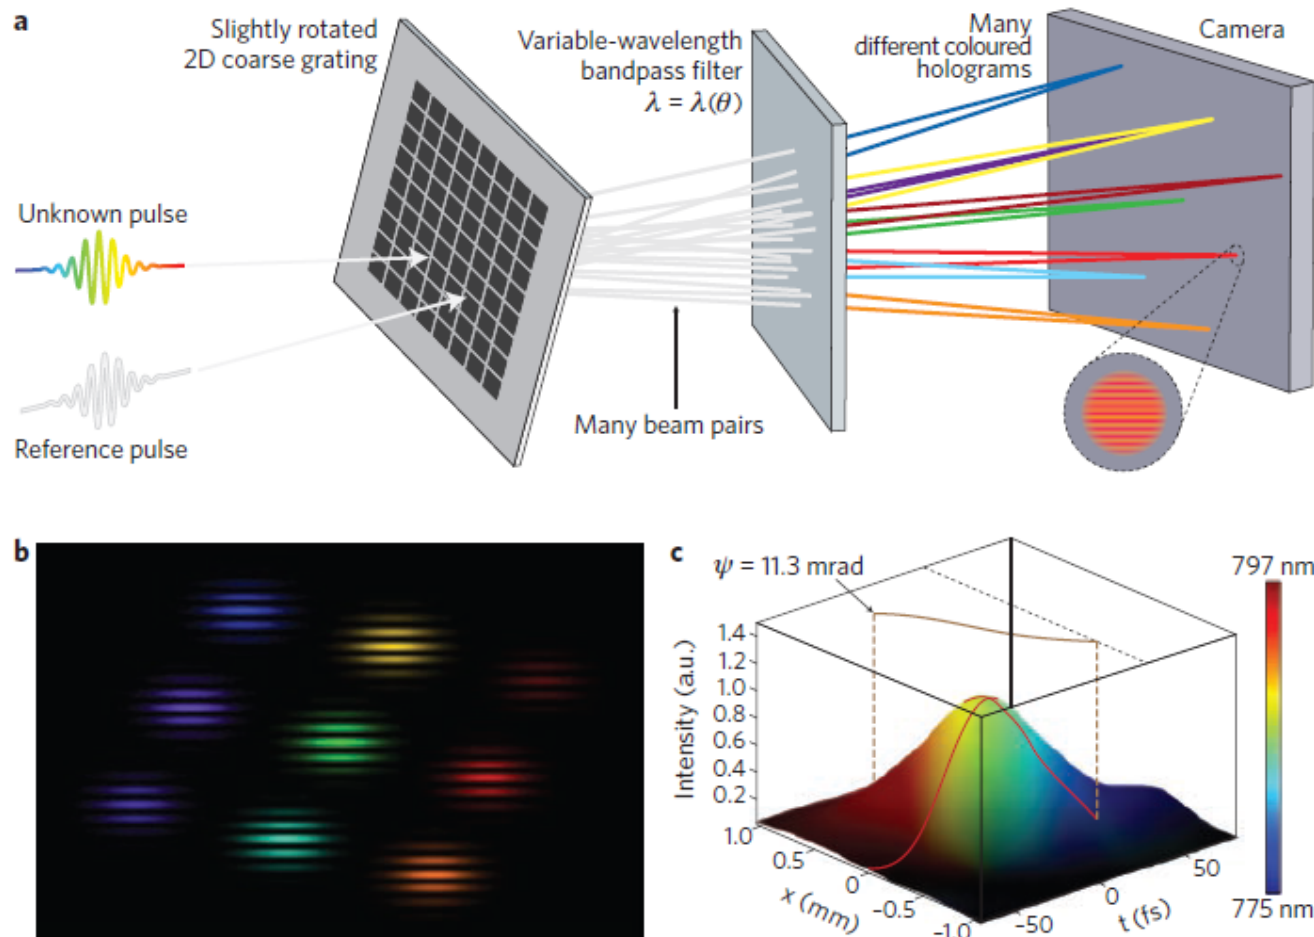 a
Slightly rotated
2D coarse grating
Variable-wavelength
bandpass filter
λ = λ(θ)
Many
different coloured
holograms
Camera
Unknown pulse
Reference pulse
Many beam pairs
b
c
ψ = 11.3 mrad
797 nm
775 nm
Intensity (a.u.)
1.4
1.2
1.0
0.8
0.6
0.4
0.2
1.0
0.5
0
-0.5
-1.0
x (mm)
-50
0
50
t (fs)